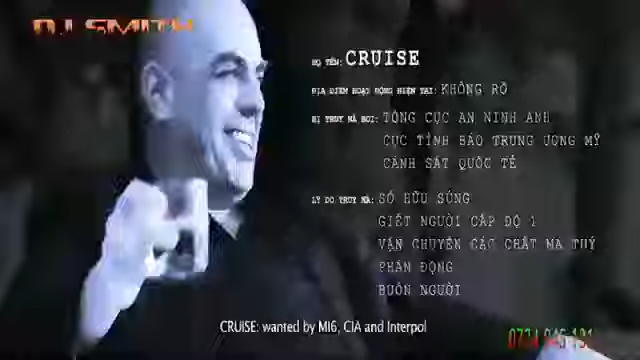 DJ SMITH
HỌ TÊN: CRUISE
ĐỊA ĐIỂM HOẠT ĐỘNG HIỆN TẠI: KHÔNG RÕ
BỊ TRUY NÃ BỞI: TỔNG CỤC AN NINH ANH
CỤC TÌNH BÁO TRUNG ƯƠNG MỸ
CẢNH SÁT QUỐC TẾ
LÝ DO TRUY NÃ: SỞ HỮU SÚNG
GIẾT NGƯỜI CẤP ĐỘ 1
VẬN CHUYỂN CÁC CHẤT MA TUÝ
PHẢN ĐỘNG
BUÔN NGƯỜI
CRUISE: wanted by MI6, CIA and Interpol